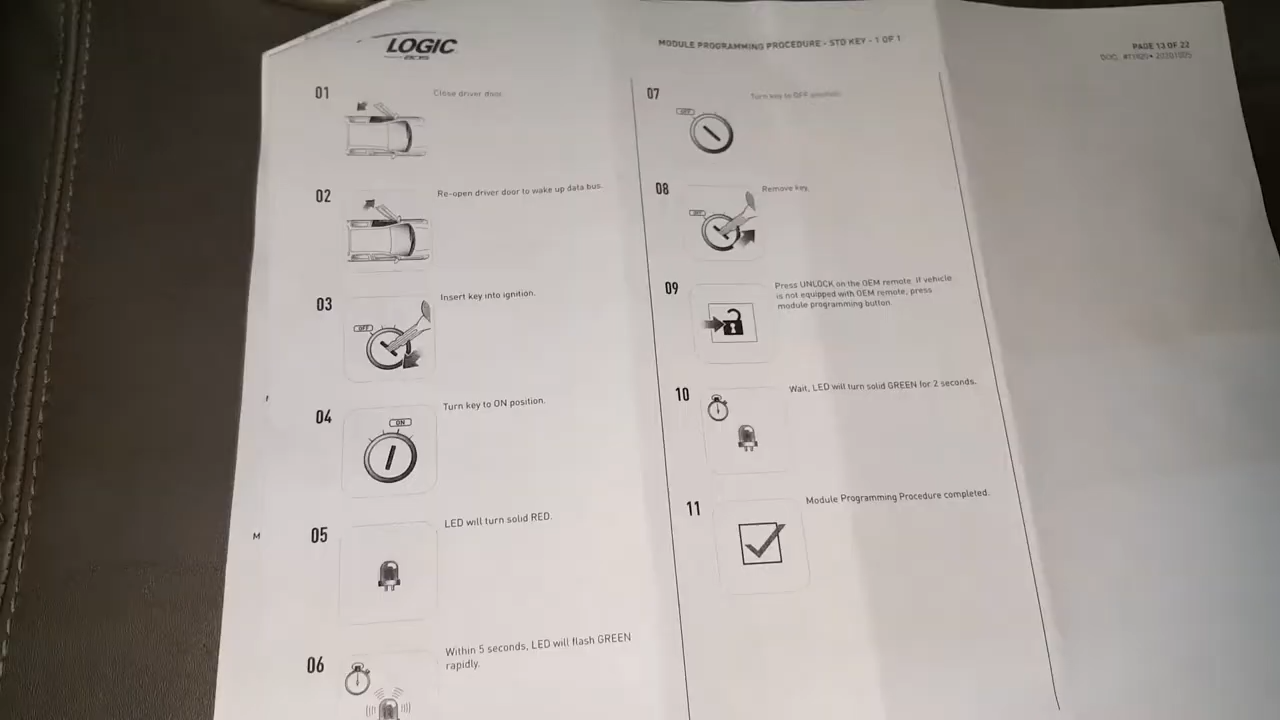 LOGIC
MODULE PROGRAMMING PROCEDURE - STD KEY - 1 OF 1
PAGE 13 OF 22
01
Close driver door.
02
Re-open driver door to wake up data bus.
03
Insert key into ignition.
OFF
04
Turn key to ON position.
ON
05
LED will turn solid RED.
M
06
Within 5 seconds, LED will flash GREEN
rapidly.
07
Turn key to OFF position.
OFF
08
Remove key.
OFF
09
Press UNLOCK on the OEM remote. If vehicle
is not equipped with OEM remote, press
module programming button.
10
Wait, LED will turn solid GREEN for 2 seconds.
11
Module Programming Procedure completed.